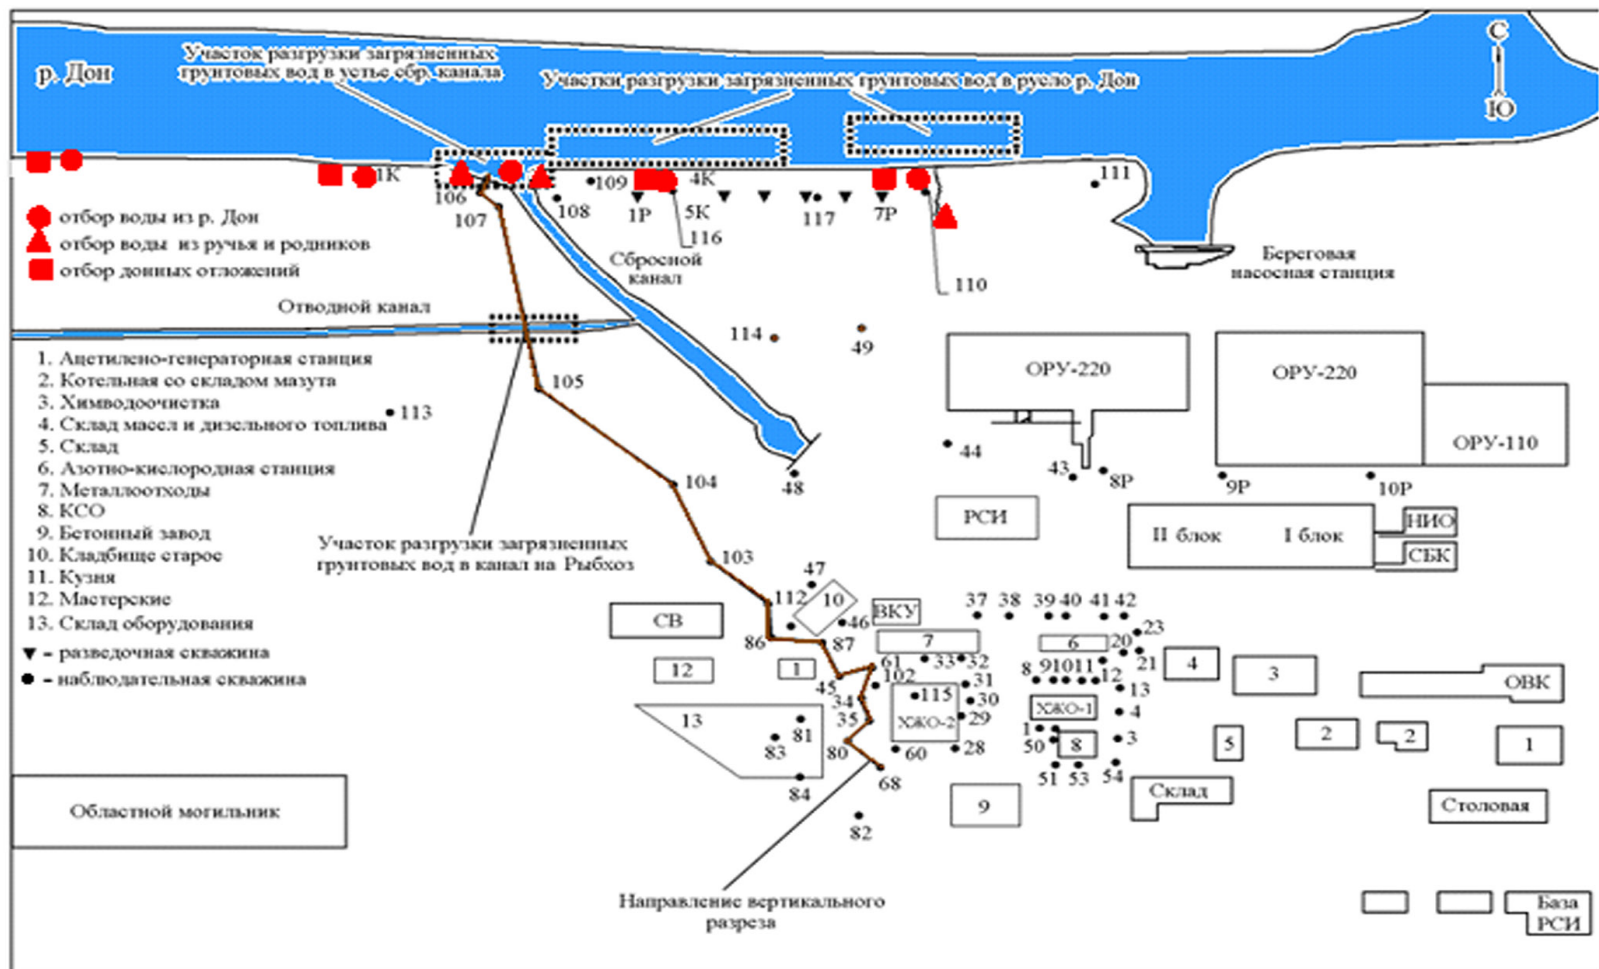 С
Ю
р. Дон
Участок разгрузки загрязненных
грунтовых вод в устье сбр. канала
Участки разгрузки загрязненных грунтовых вод в русло р. Дон
1К
106
107
109
108
4К
1Р
5К
116
117
7Р
111
110
отбор воды из р. Дон
отбор воды из ручья и родников
отбор донных отложений
Сбросной
канал
Береговая
насосная станция
Отводной канал
114
49
1. Ацетилено-генераторная станция
2. Котельная со складом мазута
3. Химводоочистка
4. Склад масел и дизельного топлива
5. Склад
6. Азотно-кислородная станция
7. Металлоотходы
8. КСО
9. Бетонный завод
10. Кладбище старое
11. Кузня
12. Мастерские
13. Склад оборудования
- разведочная скважина
- наблюдательная скважина
105
113
ОРУ-220
ОРУ-220
ОРУ-110
44
43
8Р
9Р
10Р
104
48
РСИ
II блок
I блок
НИО
СБК
Участок разгрузки загрязненных
грунтовых вод в канал на Рыбхоз
103
47
112
10
46
ВКУ
37
38
39
40
41
42
СВ
86
87
7
6
20
23
21
12
1
61
33
32
8
9
10
11
12
4
3
ОВК
45
102
31
13
34
115
30
ХЖО-2
ХЖО-1
13
81
35
29
4
83
80
60
28
1
50
8
3
5
2
2
1
84
68
51
53
54
Областной могильник
9
Склад
Столовая
82
Направление вертикального
разреза
База
РСИ